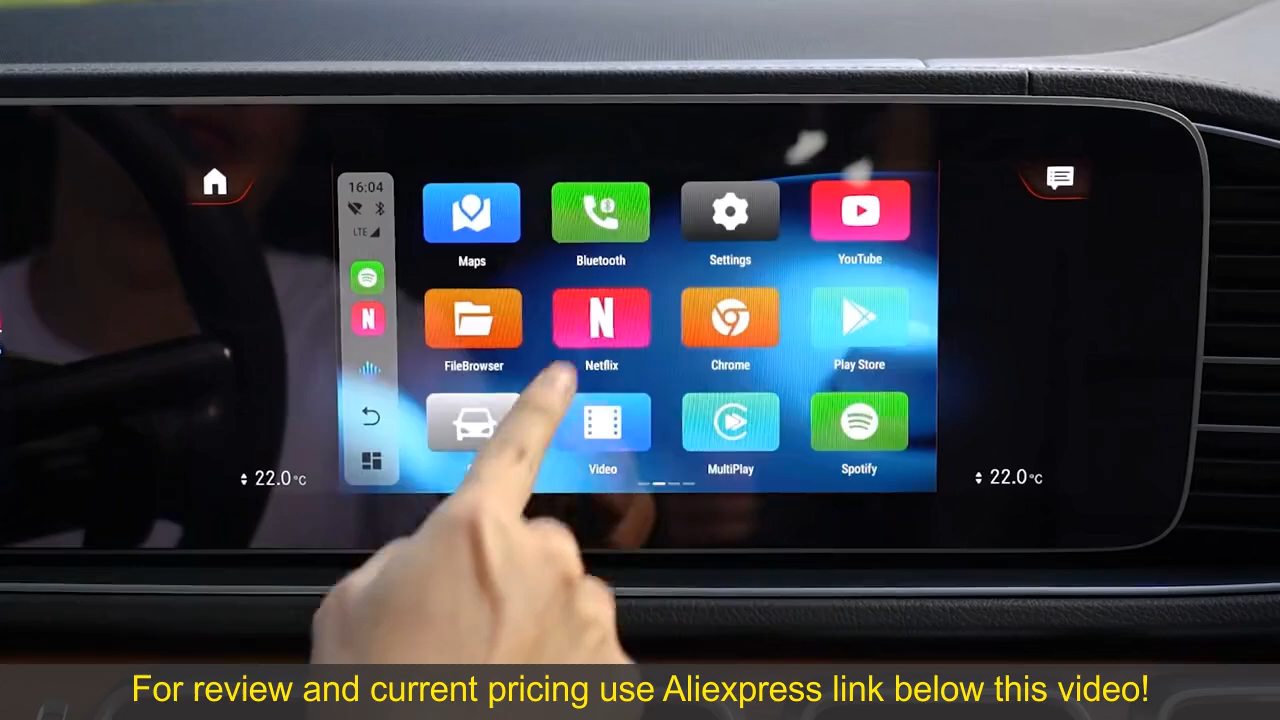 16:04
LTE
Maps
Bluetooth
Settings
YouTube
FileBrowser
N
Netflix
Chrome
Play Store
N
Video
MultiPlay
Spotify
22.0°C
22.0°C
For review and current pricing use Aliexpress link below this video!